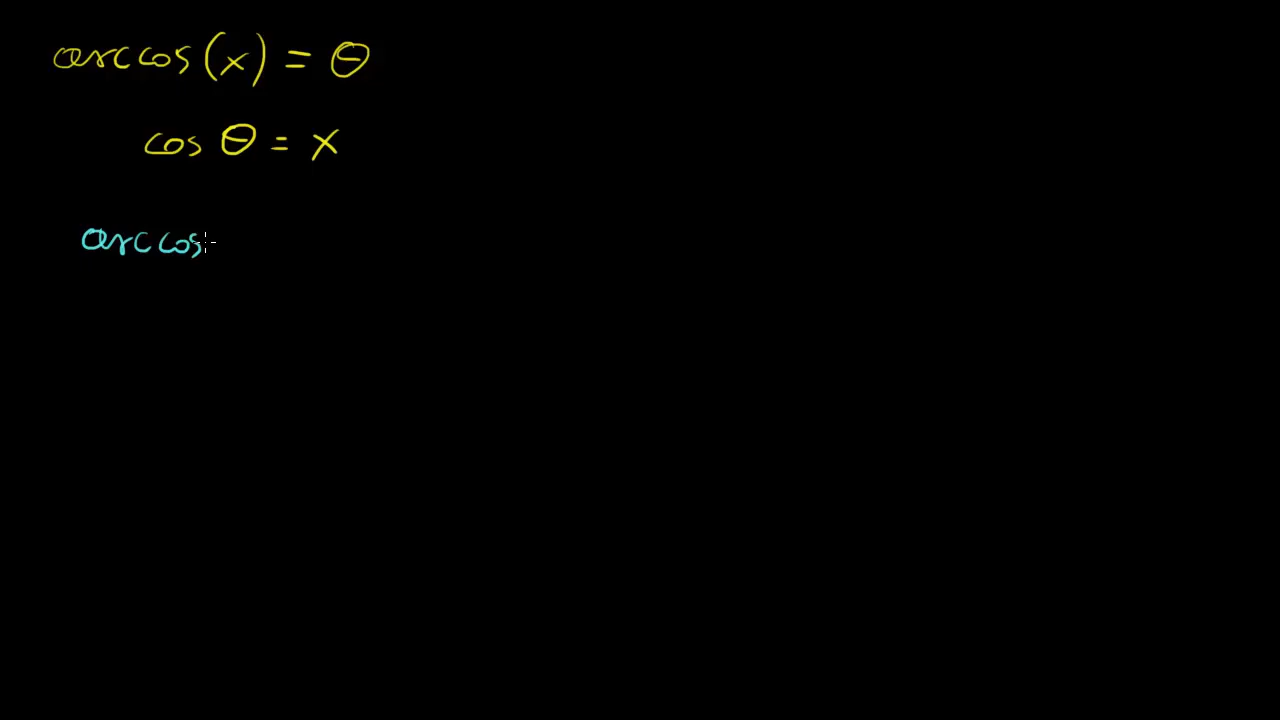 arccos(x) = θ
cos θ = x
arccos